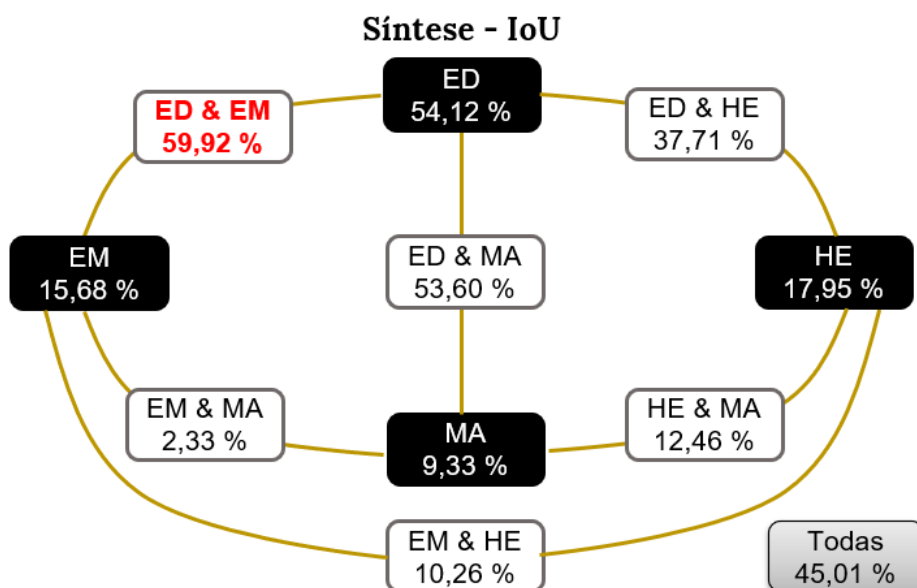 Síntese - IoU
ED
54,12 %
ED & EM
59,92 %
ED & HE
37,71 %
EM
15,68 %
ED & MA
53,60 %
HE
17,95 %
EM & MA
2,33 %
MA
9,33 %
HE & MA
12,46 %
EM & HE
10,26 %
Todas
45,01 %